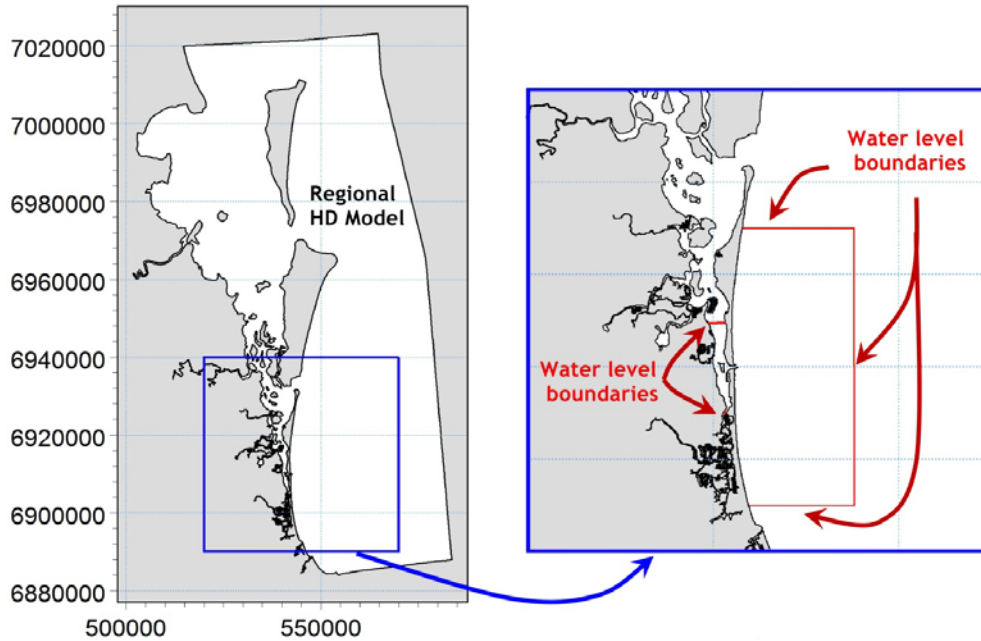 7020000
7000000
6980000
6960000
6940000
6920000
6900000
6880000
500000
550000
Regional
HD Model
Water level
boundaries
Water level
boundaries